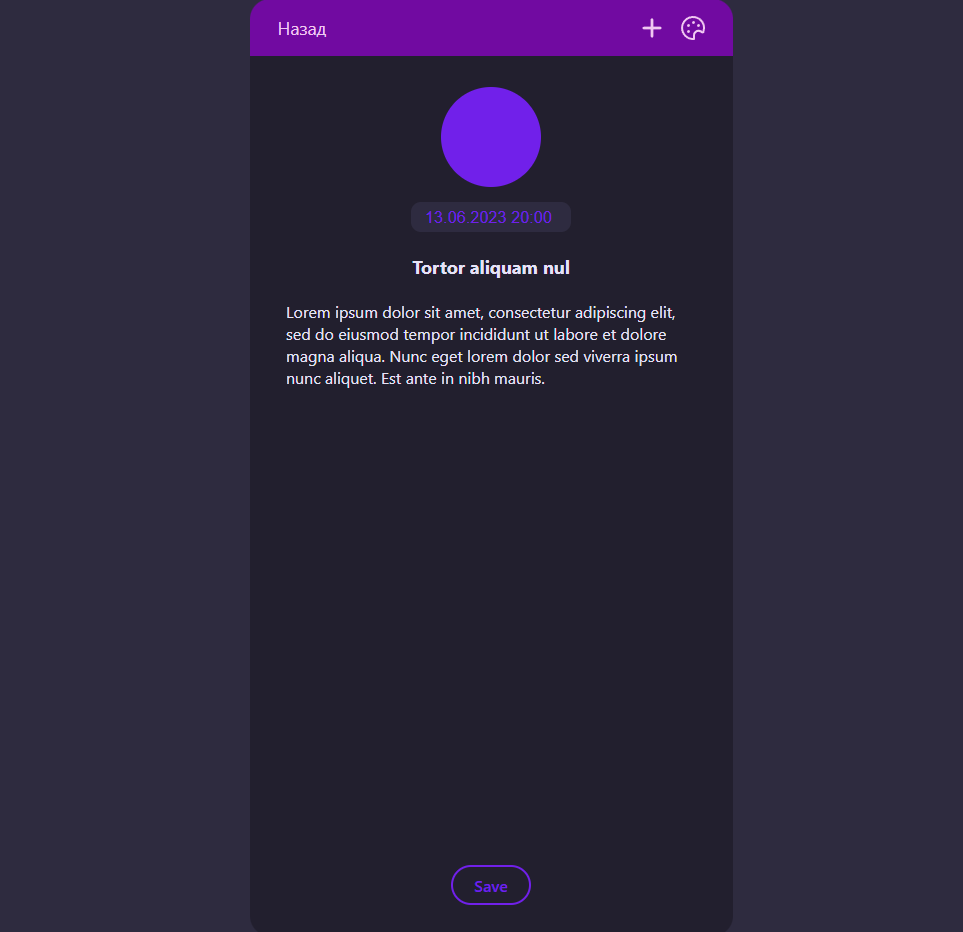 Назад
13.06.2023 20:00
Tortor aliquam nul
Lorem ipsum dolor sit amet, consectetur adipiscing elit,
sed do eiusmod tempor incididunt ut labore et dolore
magna aliqua. Nunc eget lorem dolor sed viverra ipsum
nunc aliquet. Est ante in nibh mauris.
Save